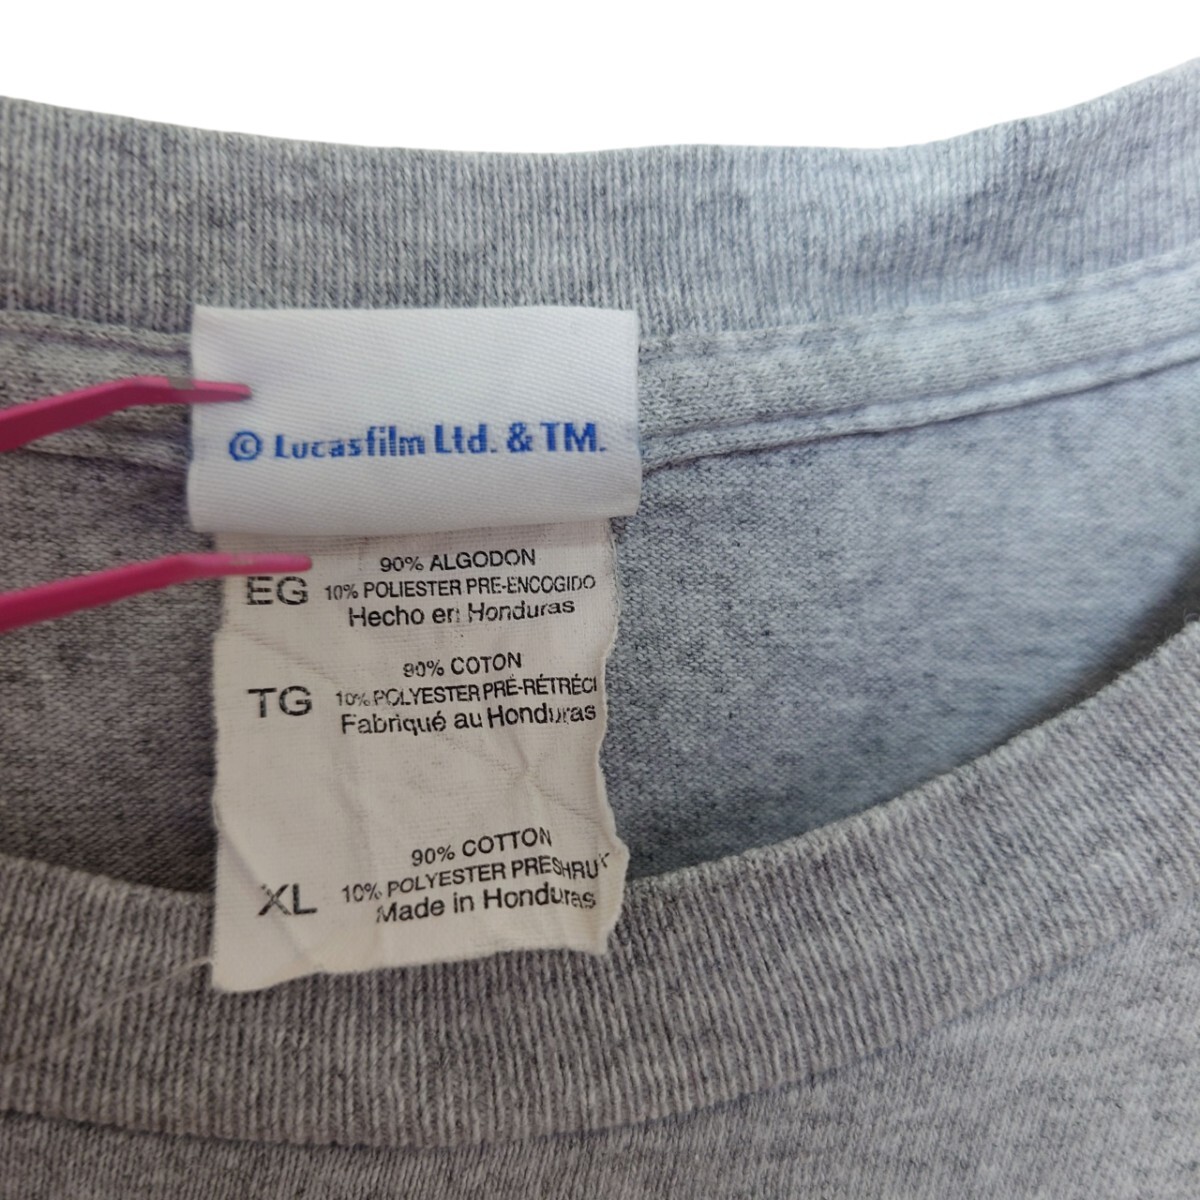 © Lucasfilm Ltd. & TM.
90% ALGODON
EG 10% POLIESTER PRE-ENCOGIDO
Hecho en Honduras
90% COTON
TG 10% POLYESTER PRÉ-RÉTRÉCI
Fabriqué au Honduras
90% COTTON
XL 10% POLYESTER PRESHRUK
Made in Honduras